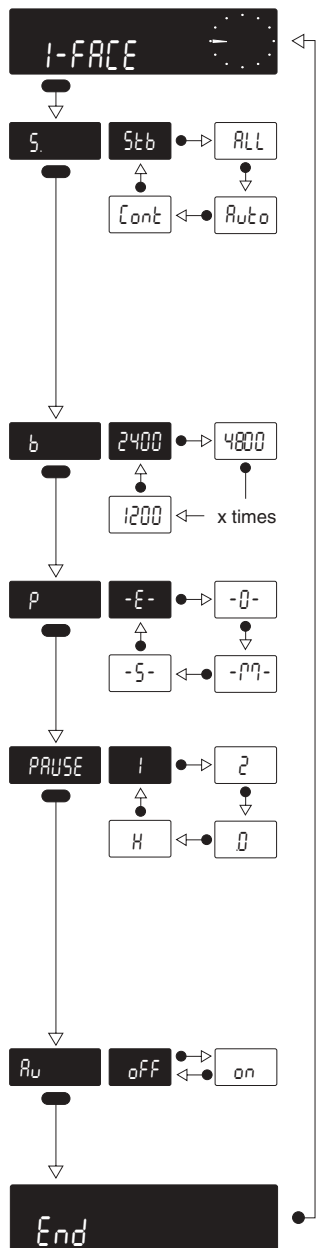 I-FACE
S. Stb ALL
Cont Auto
b 2400 4800
1200 x times
P -E- -O-
-S- -M-
PAUSE 1 2
H .0
Au oFF on
End